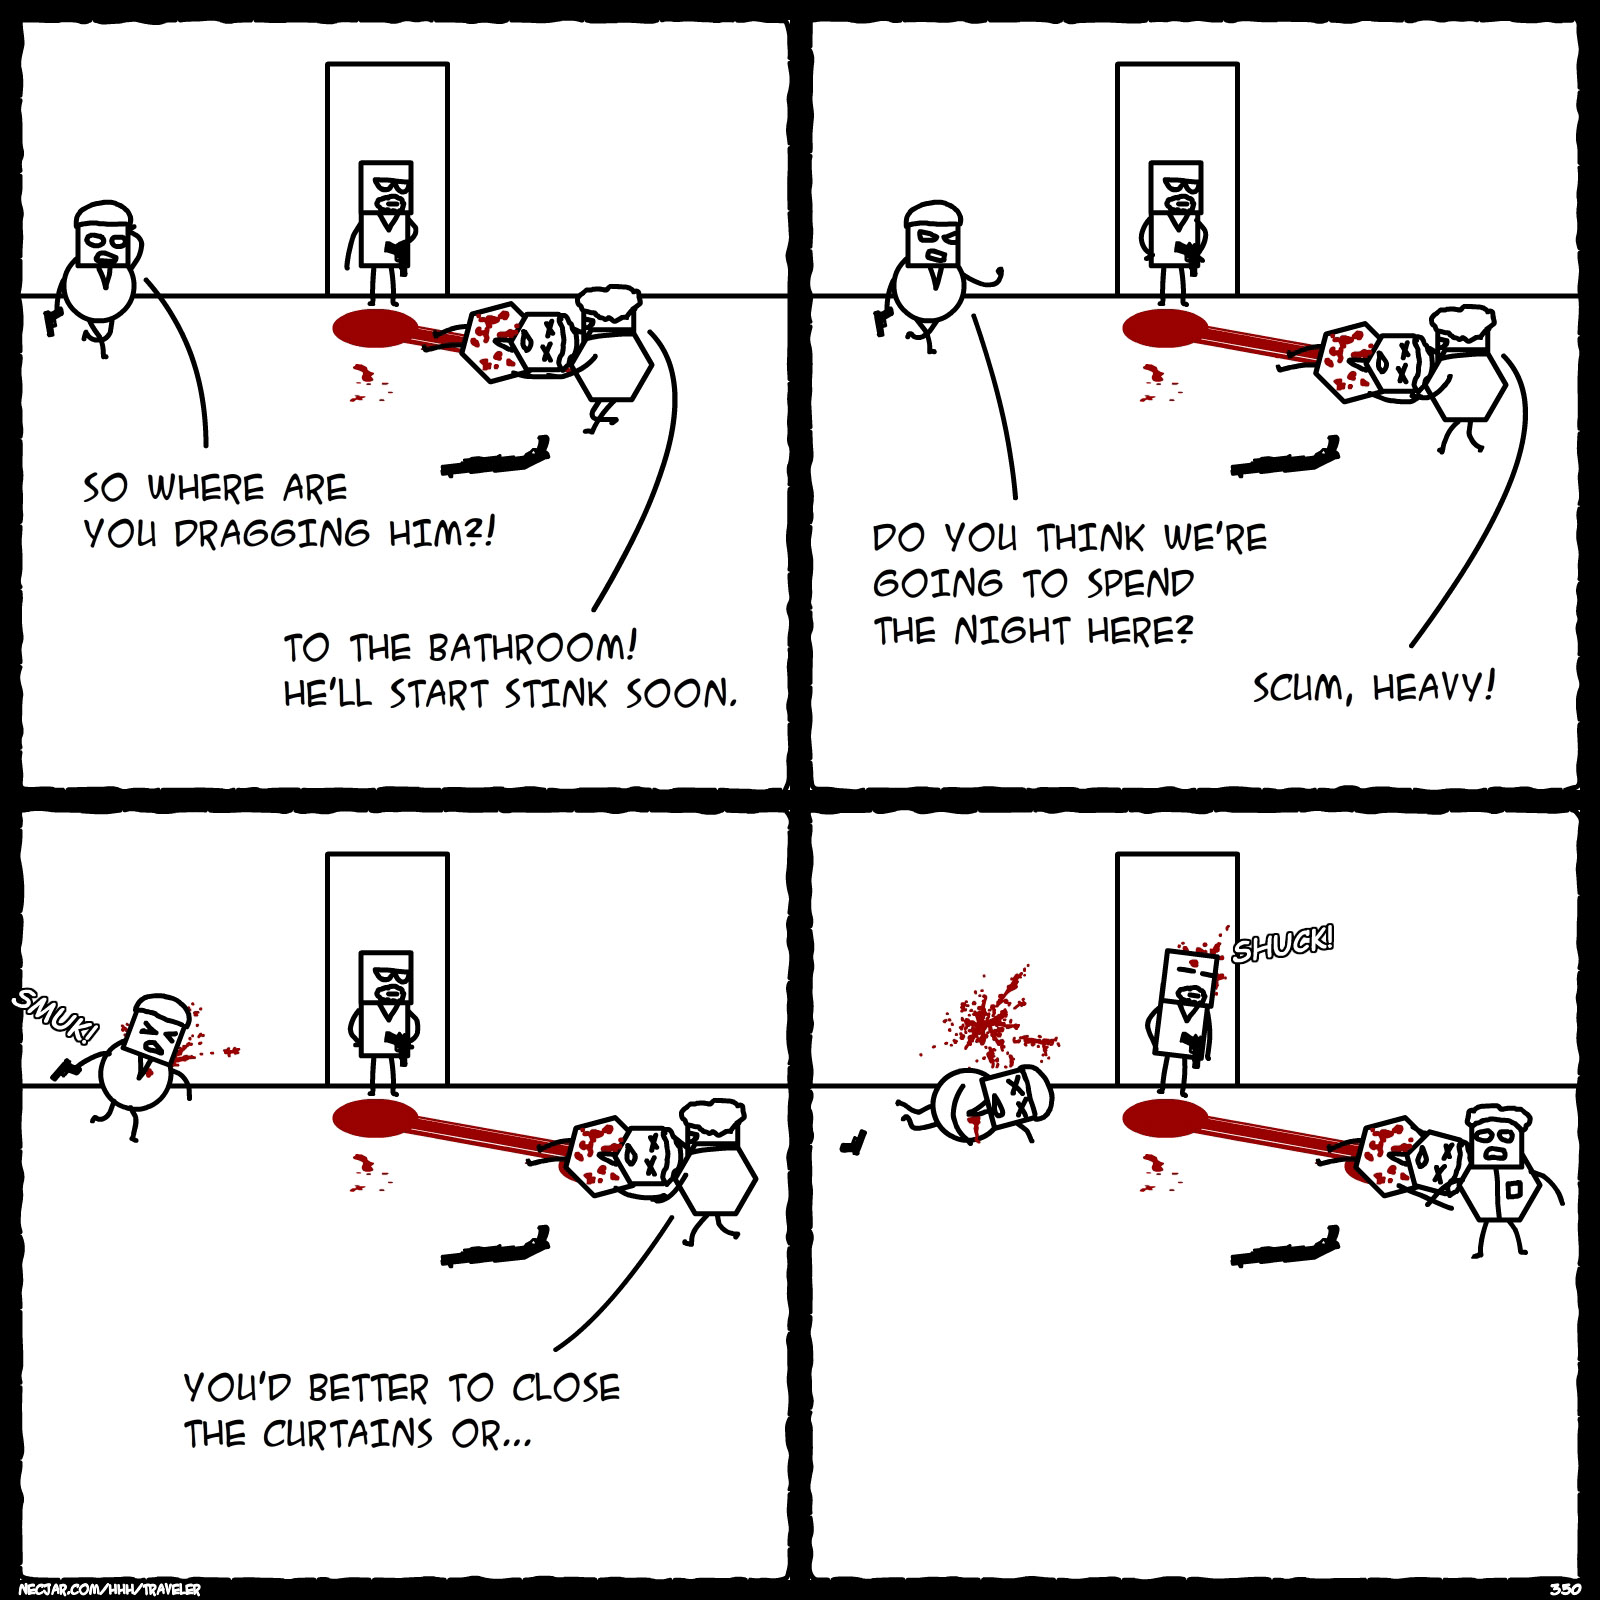 SO WHERE ARE
YOU DRAGGING HIM?!
TO THE BATHROOM!
HE'LL START STINK SOON.
DO YOU THINK WE'RE
GOING TO SPEND
THE NIGHT HERE?
SCUM, HEAVY!
SMUK!
YOU'D BETTER TO CLOSE
THE CURTAINS OR...
SHUCK!
NECJAR.COM/HHH/TRAVELER
350